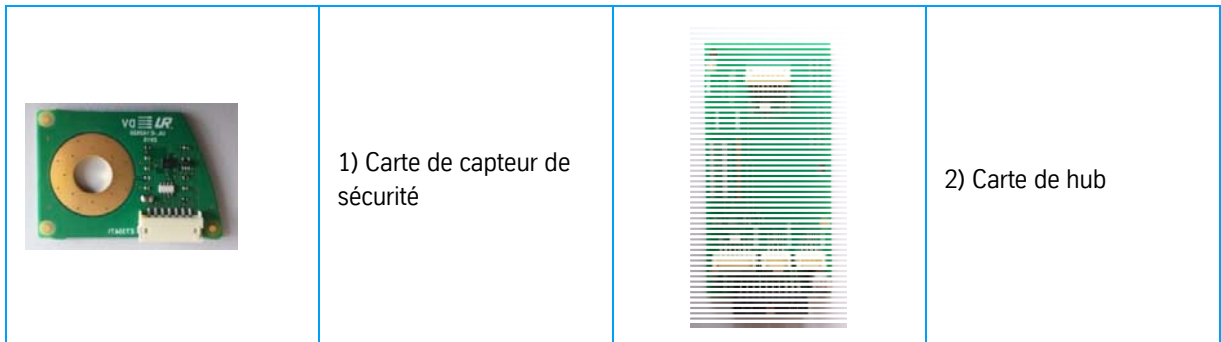 1) Carte de capteur de
sécurité
2) Carte de hub